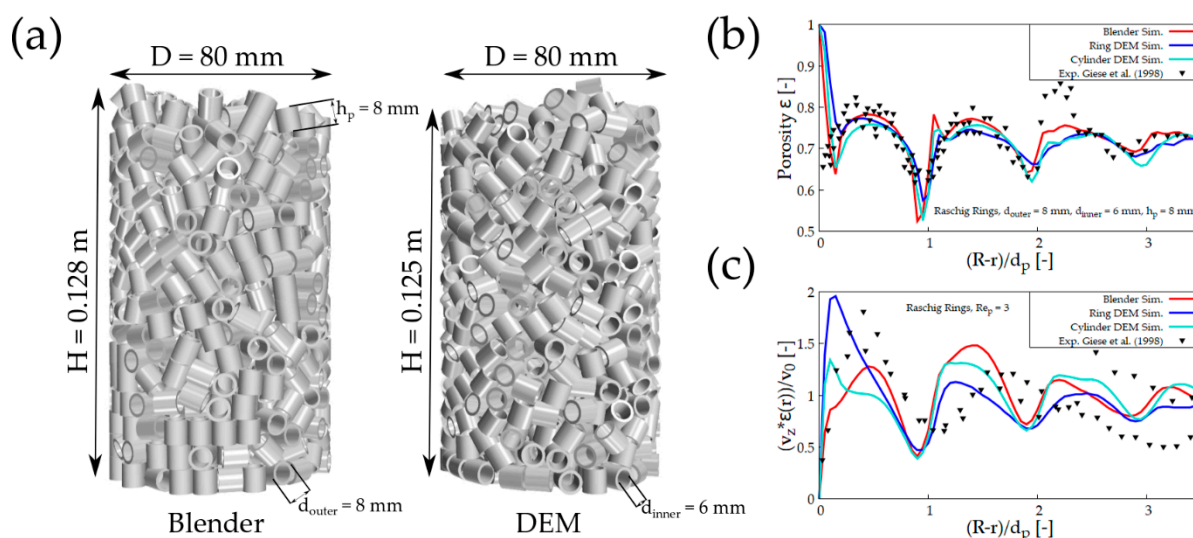 (a)
D = 80 mm
D = 80 mm
hp = 8 mm
H = 0.128 m
H = 0.125 m
d_outer = 8 mm
d_inner = 6 mm
Blender
DEM
(b)
Blender Sim.
Ring DEM Sim.
Cylinder DEM Sim.
Exp. Giese et al. (1998)
Porosity ε [-]
1
0.9
0.8
0.7
0.6
0.5
Raschig Rings, d_outer = 8 mm, d_inner = 6 mm, h_p = 8 mm
0
1
2
3
(R-r)/d_p [-]
(c)
Raschig Rings, Re_p = 3
Blender Sim.
Ring DEM Sim.
Cylinder DEM Sim.
Exp. Giese et al. (1998)
(v_z*ε(r))/v_0 [-]
2
1.5
1
0.5
0
0
1
2
3
(R-r)/d_p [-]